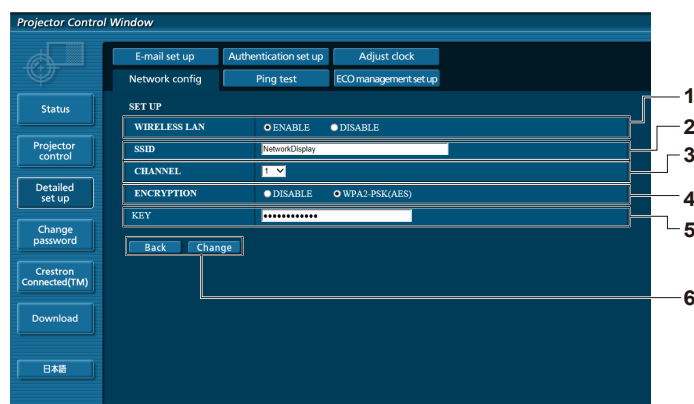 Projector Control Window
E-mail set up Authentication set up Adjust clock
Network config Ping test ECO management set up
Status
Projector
control
Detailed
set up
Change
password
Crestron
Connected(TM)
Download
日本語
SET UP
WIRELESS LAN ENABLE DISABLE
SSID NetworkDisplay
CHANNEL 1
ENCRYPTION DISABLE WPA2-PSK(AES)
KEY ••••••••••••
Back Change
1
2
3
4
5
6